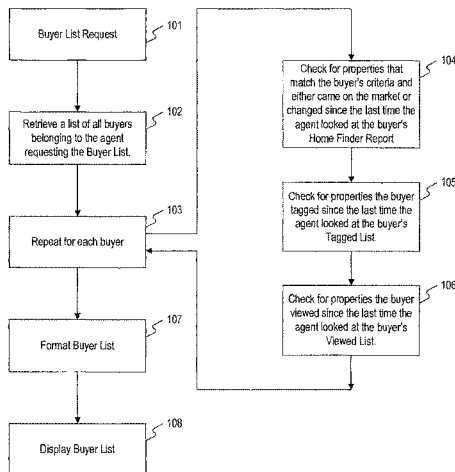 Buyer List Request
101
Retrieve a list of all buyers
belonging to the agent
requesting the Buyer List.
102
Repeat for each buyer
103
Check for properties that
match the buyer's criteria and
either came on the market or
changed since the last time the
agent looked at the buyer's
Home Finder Report
104
Check for properties the buyer
tagged since the last time the
agent looked at the buyer's
Tagged List.
105
Check for properties the buyer
viewed since the last time the
agent looked at the buyer's
Viewed List.
106
Format Buyer List
107
Display Buyer List
108